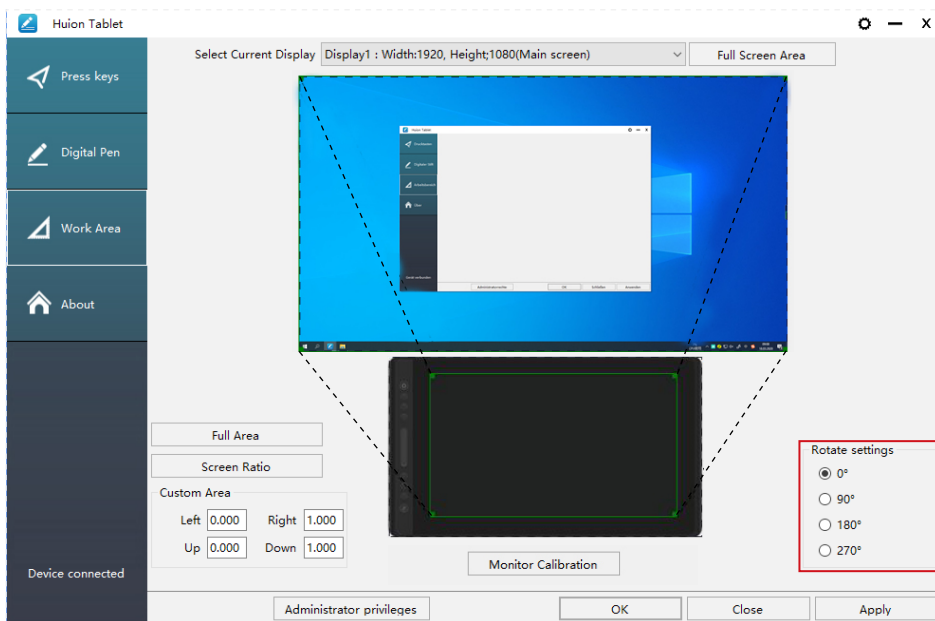 Huion Tablet
Select Current Display Display1 : Width:1920, Height;1080(Main screen) Full Screen Area
Press keys
Digital Pen
Work Area
About
Device connected
Huion Tablet
Full Area
Screen Ratio
Custom Area
Left 0.000 Right 1.000
Up 0.000 Down 1.000
Monitor Calibration
Rotate settings
0°
90°
180°
270°
Administrator privileges OK Close Apply